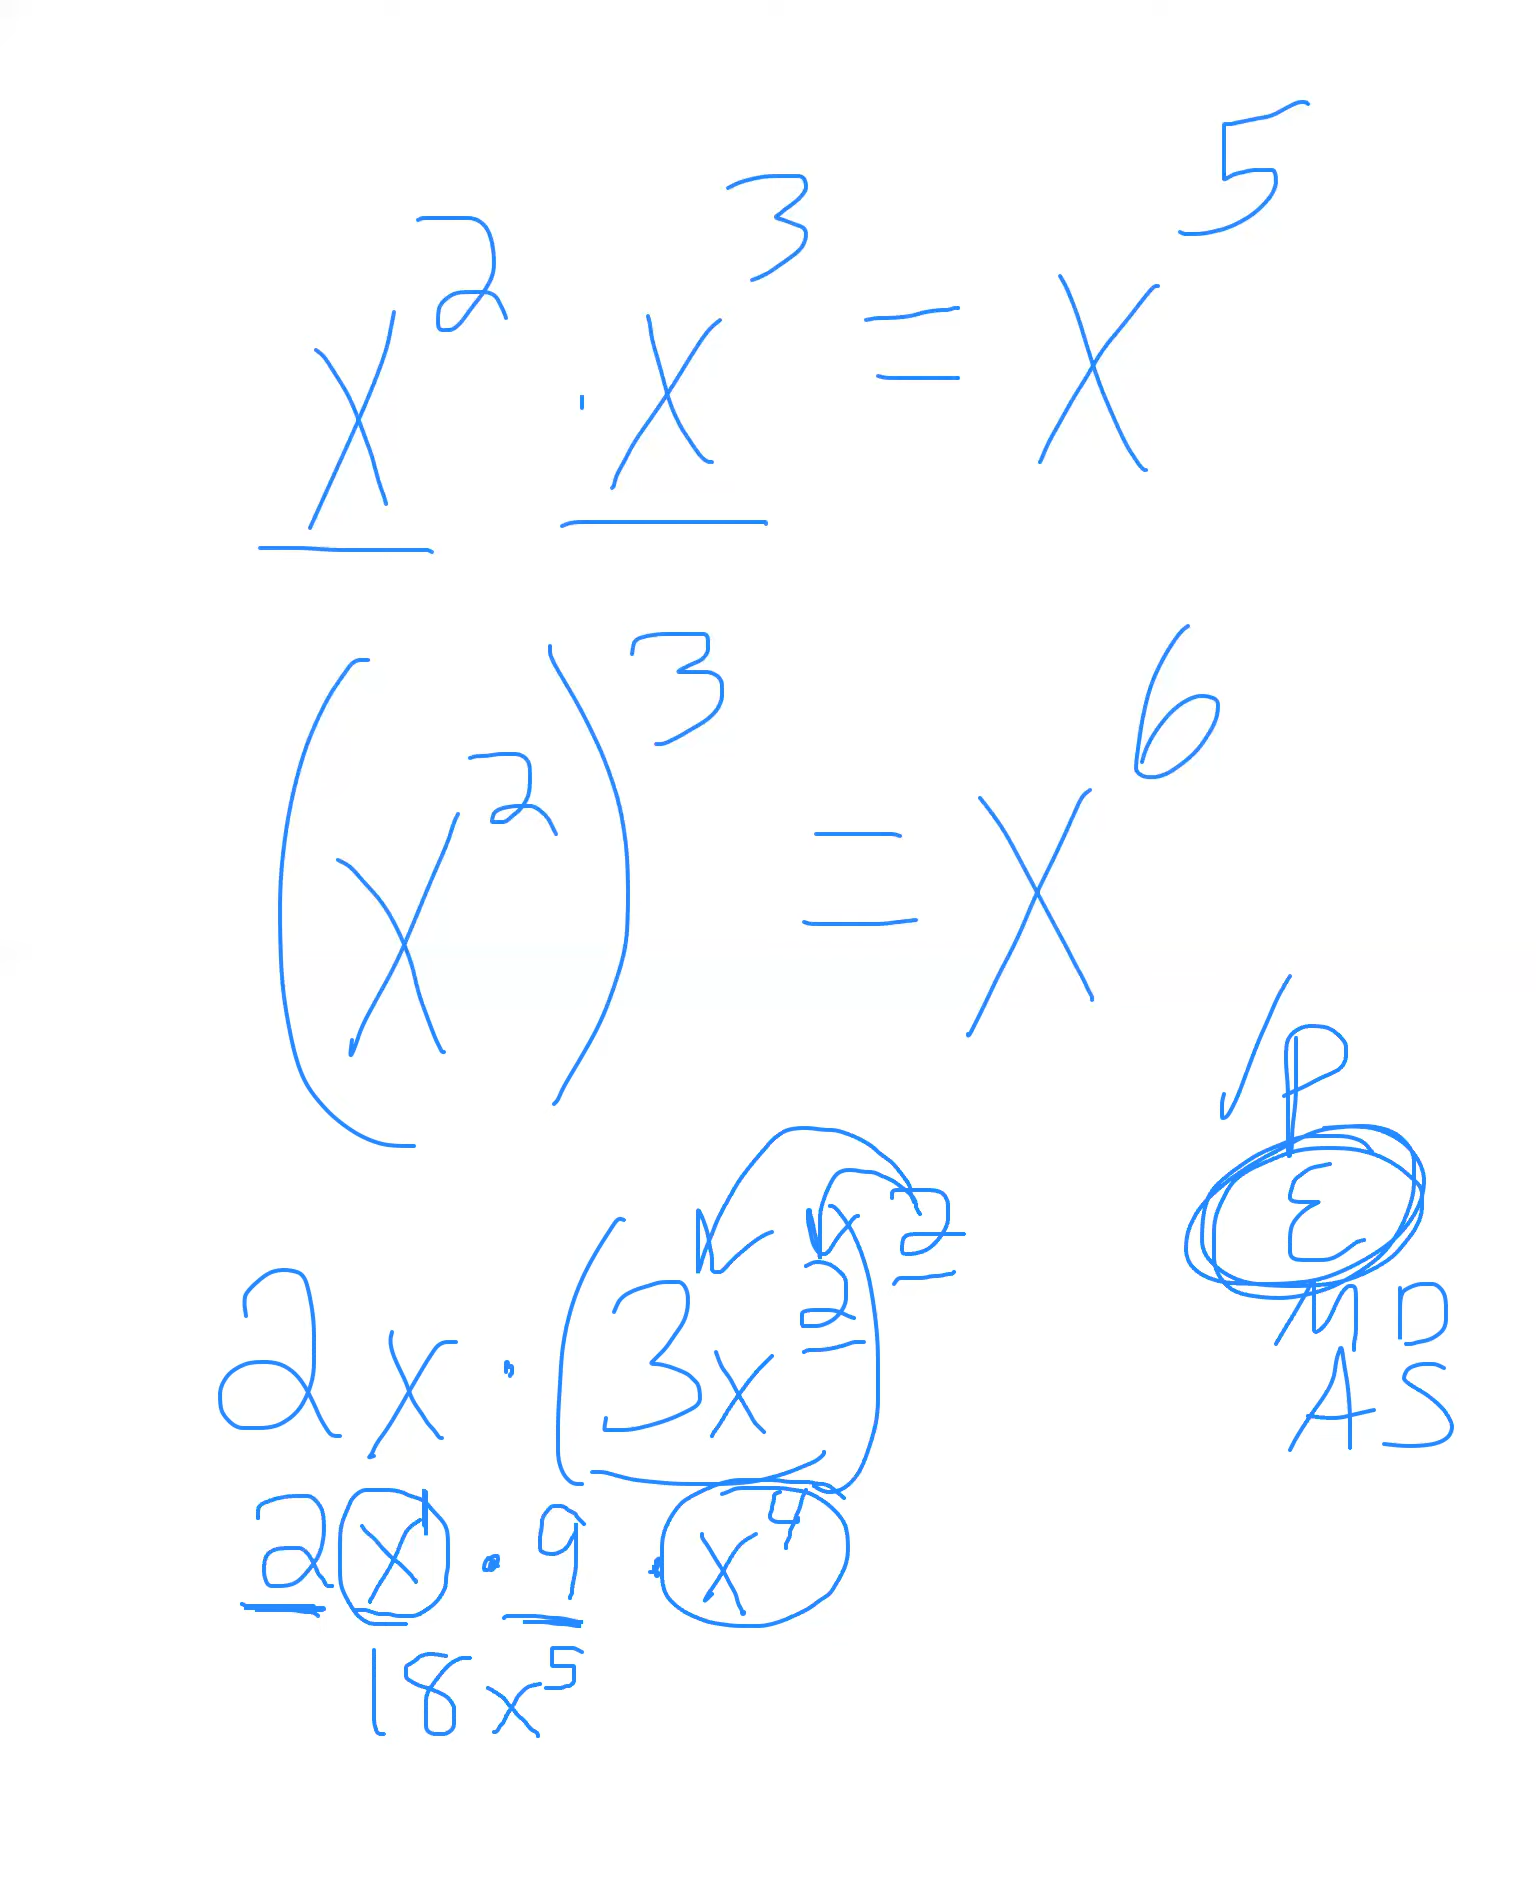 x² · x³ = x⁵
(x²)³ = x⁶
P
E
M D
A S
2x · (3x²)²
2x¹ · 9 · x⁴
18x⁵